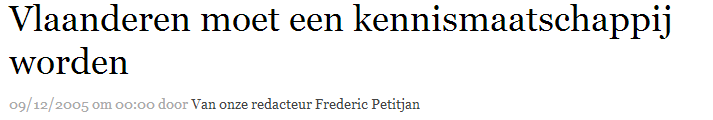 Vlaanderen moet een kennismaatschappij
worden
09/12/2005 om 00:00 door Van onze redacteur Frederic Petitjan